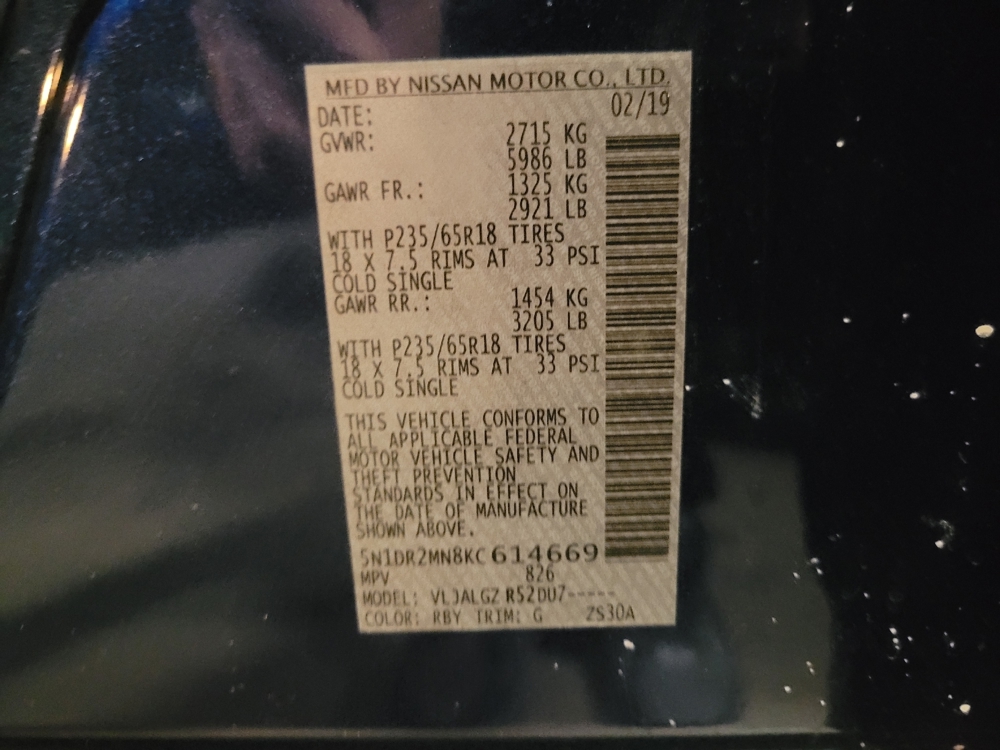 MFD BY NISSAN MOTOR CO., LTD.
DATE: 02/19
GVWR: 2715 KG
5986 LB
GAWR FR.: 1325 KG
2921 LB
WITH P235/65R18 TIRES
18 X 7.5 RIMS AT 33 PSI
COLD SINGLE
GAWR RR.: 1454 KG
3205 LB
WITH P235/65R18 TIRES
18 X 7.5 RIMS AT 33 PSI
COLD SINGLE
THIS VEHICLE CONFORMS TO
ALL APPLICABLE FEDERAL
MOTOR VEHICLE SAFETY AND
THEFT PREVENTION
STANDARDS IN EFFECT ON
THE DATE OF MANUFACTURE
SHOWN ABOVE.
5N1DR2MN8KC614669
MPV 826
MODEL: VLJALGZ R52DUZ-----
COLOR: RBY TRIM: G ZS30A